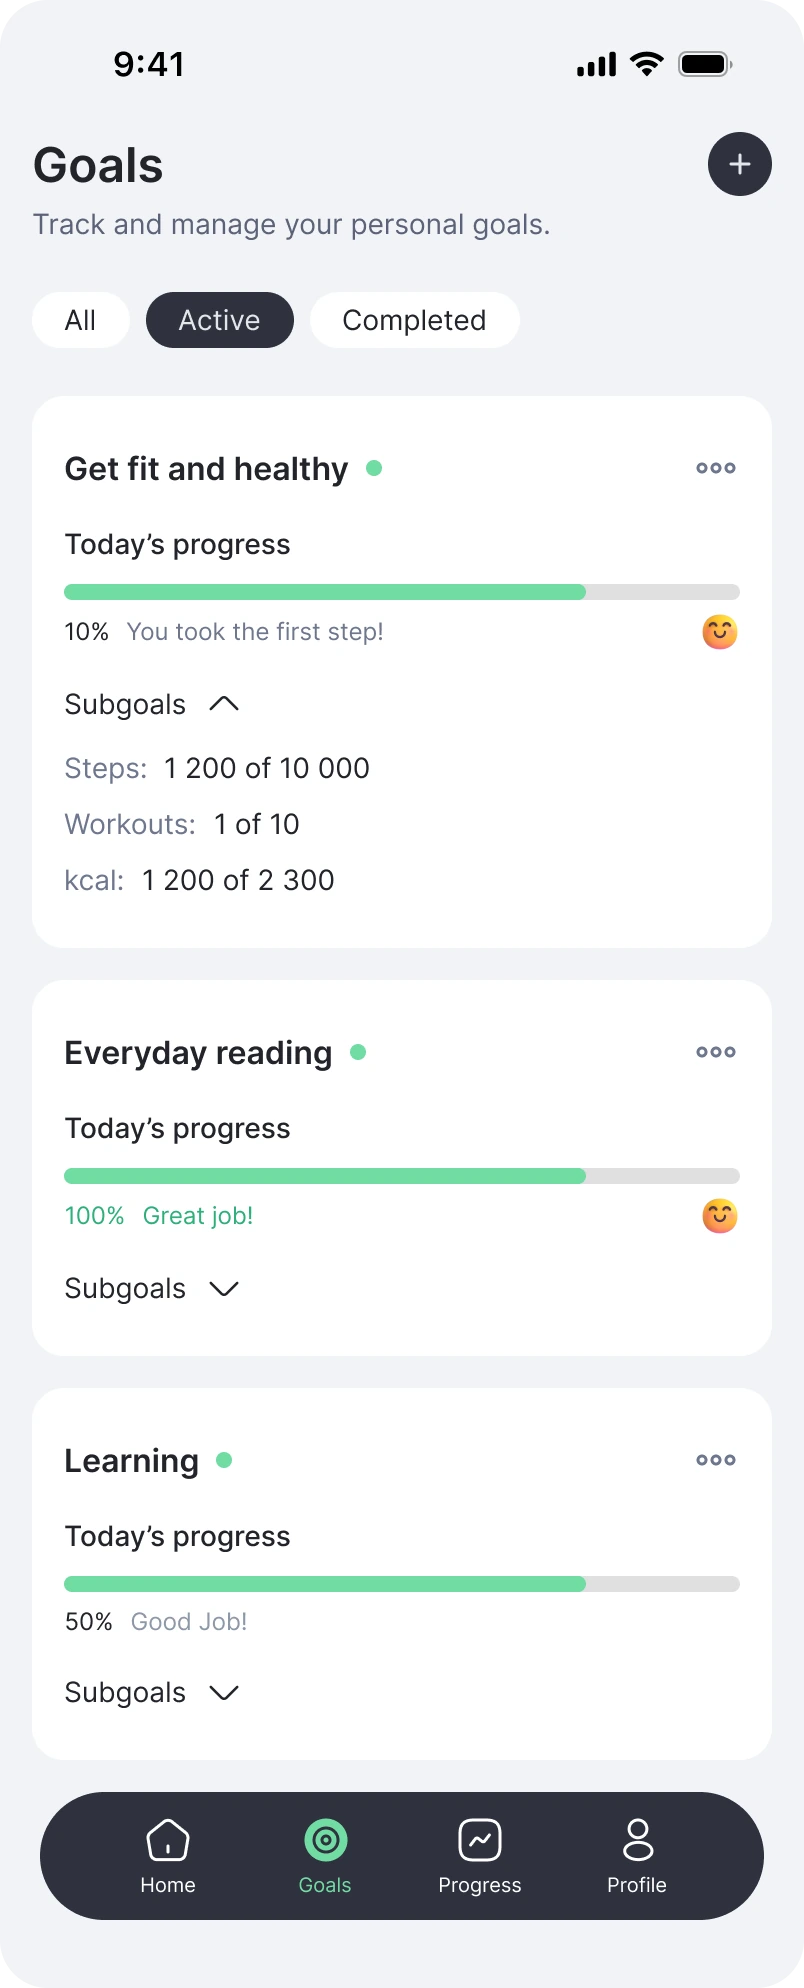 9:41
Goals
Track and manage your personal goals.
All Active Completed
Get fit and healthy
Today’s progress
10% You took the first step!
Subgoals
Steps: 1 200 of 10 000
Workouts: 1 of 10
kcal: 1 200 of 2 300
Everyday reading
Today’s progress
100% Great job!
Subgoals
Learning
Today’s progress
50% Good Job!
Subgoals
Home Goals Progress Profile